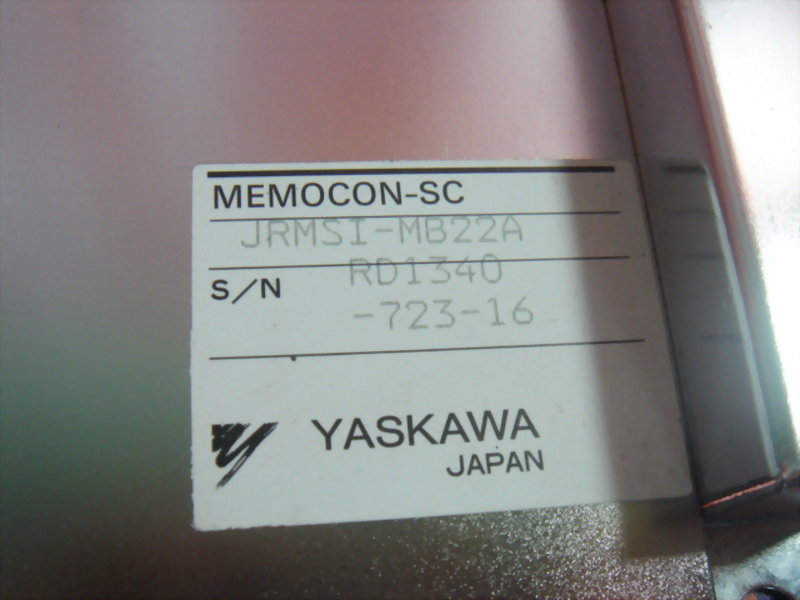 MEMOCON-SC
JRMSI-MB22A
S/N RD1340
-723-16
YASKAWA
JAPAN